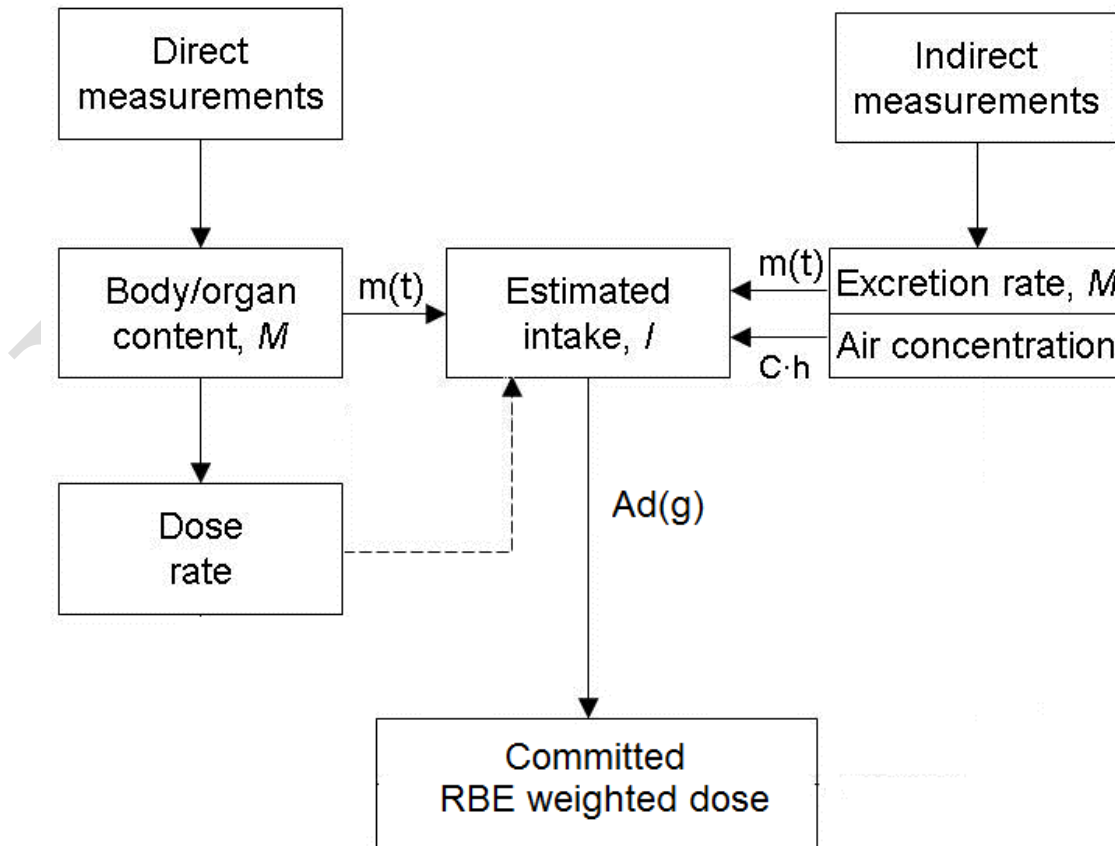 Direct
measurements
Indirect
measurements
Body/organ
content, M
m(t)
Estimated
intake, I
m(t)
C·h
Excretion rate, M
Air concentration
Dose
rate
Ad(g)
Committed
RBE weighted dose